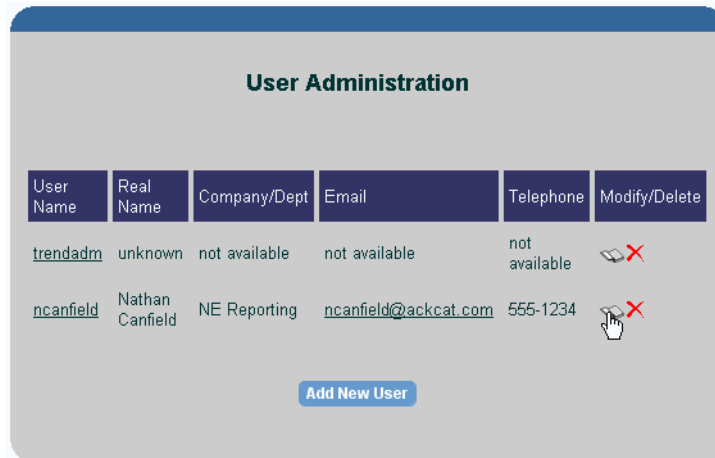 User Administration
User Name Real Name Company/Dept Email Telephone Modify/Delete
trendadm unknown not available not available not available
ncanfield Nathan Canfield NE Reporting ncanfield@ackcat.com 555-1234
Add New User